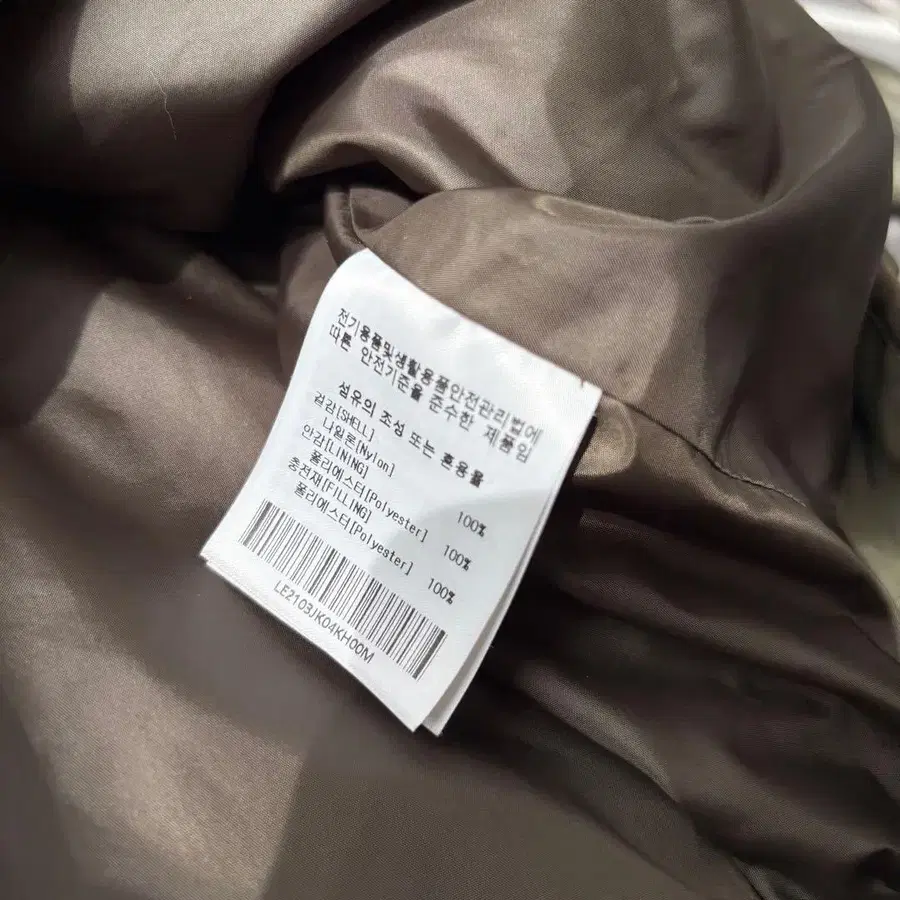 전기용품및생활용품안전관리법에
따른 안전기준을 준수한 제품임
섬유의 조성 또는 혼용율
겉감[SHELL]
나일론[Nylon] 100%
안감[LINING]
폴리에스터[Polyester] 100%
충전재[FILLING]
폴리에스터[Polyester] 100%
LE2103JK04KH00M